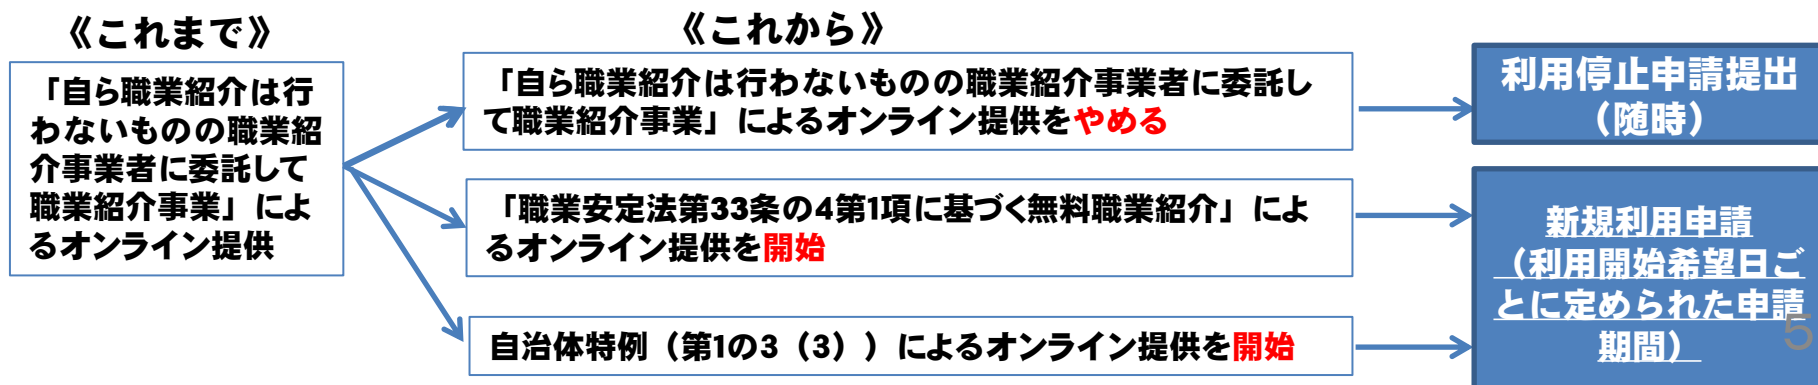 《これまで》
「自ら職業紹介は行
わないものの職業紹
介事業者に委託して
職業紹介事業」によ
るオンライン提供
《これから》
「自ら職業紹介は行わないものの職業紹介事業者に委託し
て職業紹介事業」によるオンライン提供をやめる
「職業安定法第33条の4第1項に基づく無料職業紹介」によ
るオンライン提供を開始
自治体特例（第1の3（3））によるオンライン提供を開始
利用停止申請提出
（随時）
新規利用申請
（利用開始希望日ご
とに定められた申請
期間）
5